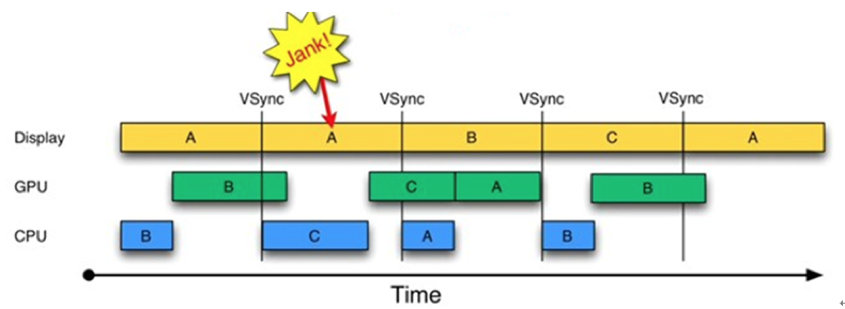 Jank!
VSync VSync VSync VSync
Display A A B C A
GPU B C A B
CPU B C A B
Time